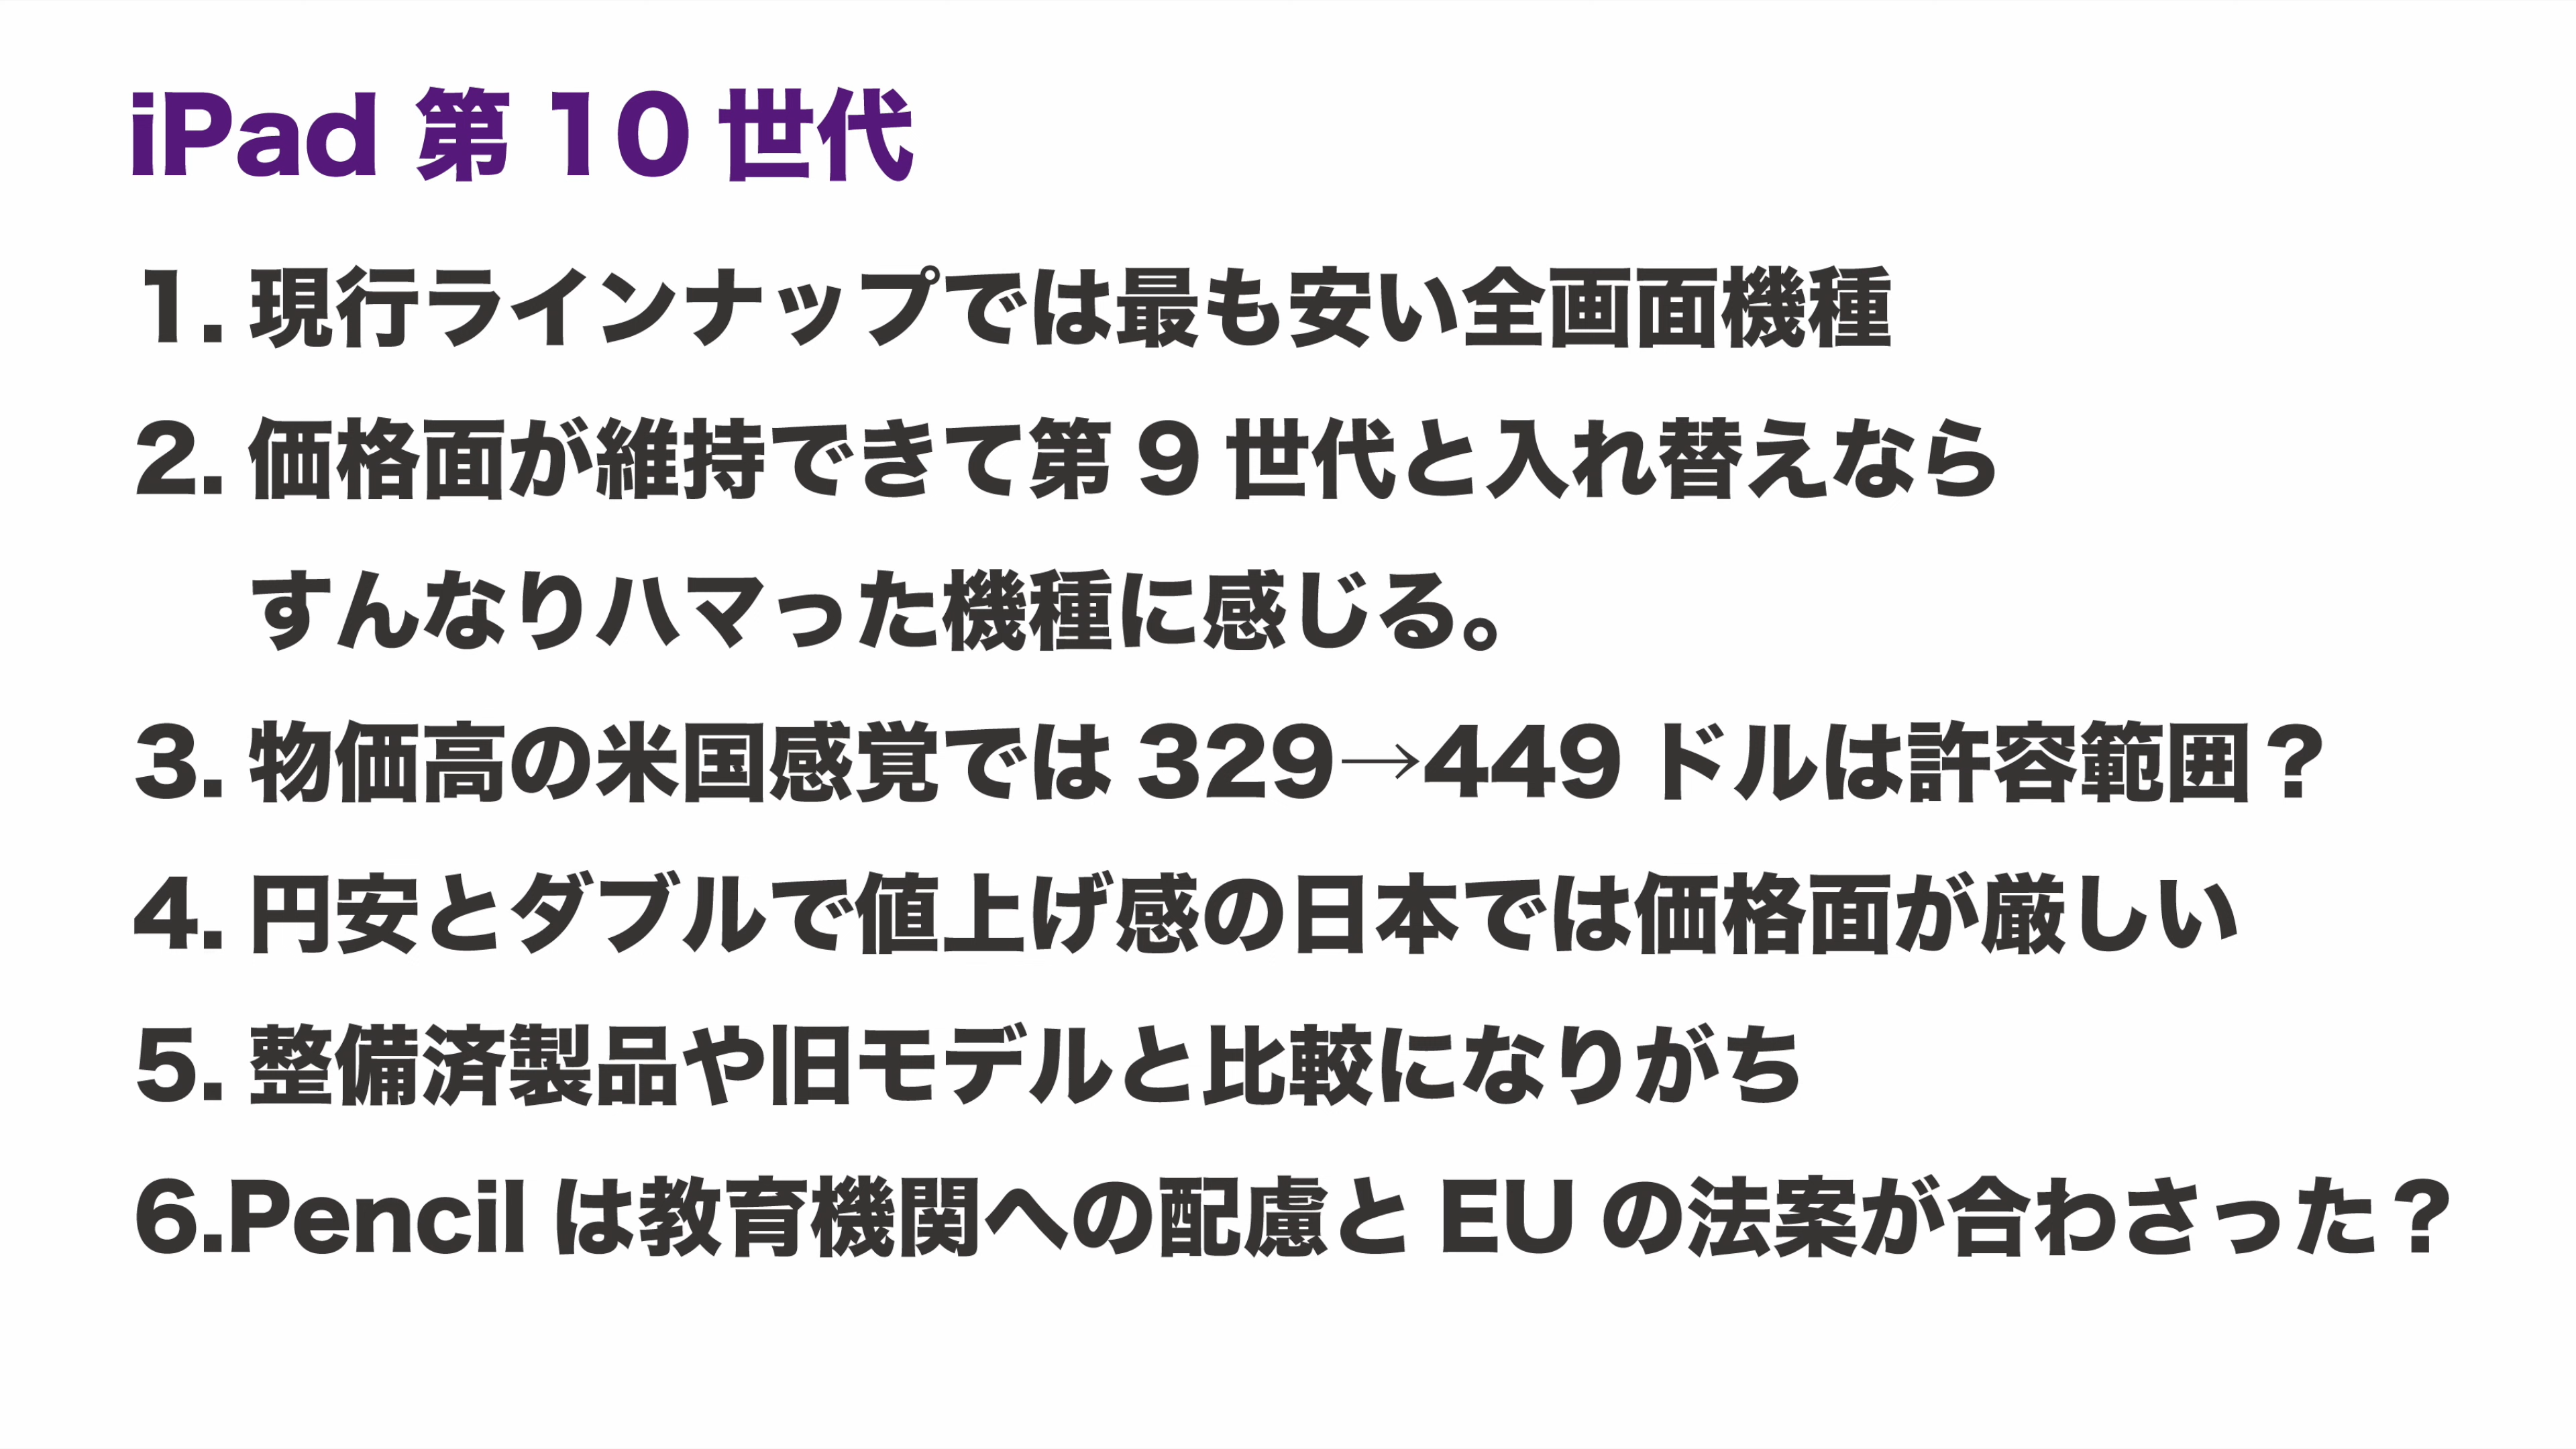 iPad 第 10 世代
1. 現行ラインナップでは最も安い全画面機種
2. 価格面が維持できて第 9 世代と入れ替えなら
すんなりハマった機種に感じる。
3. 物価高の米国感覚では 329→449 ドルは許容範囲？
4. 円安とダブルで値上げ感の日本では価格面が厳しい
5. 整備済製品や旧モデルと比較になりがち
6.Pencil は教育機関への配慮と EU の法案が合わさった？